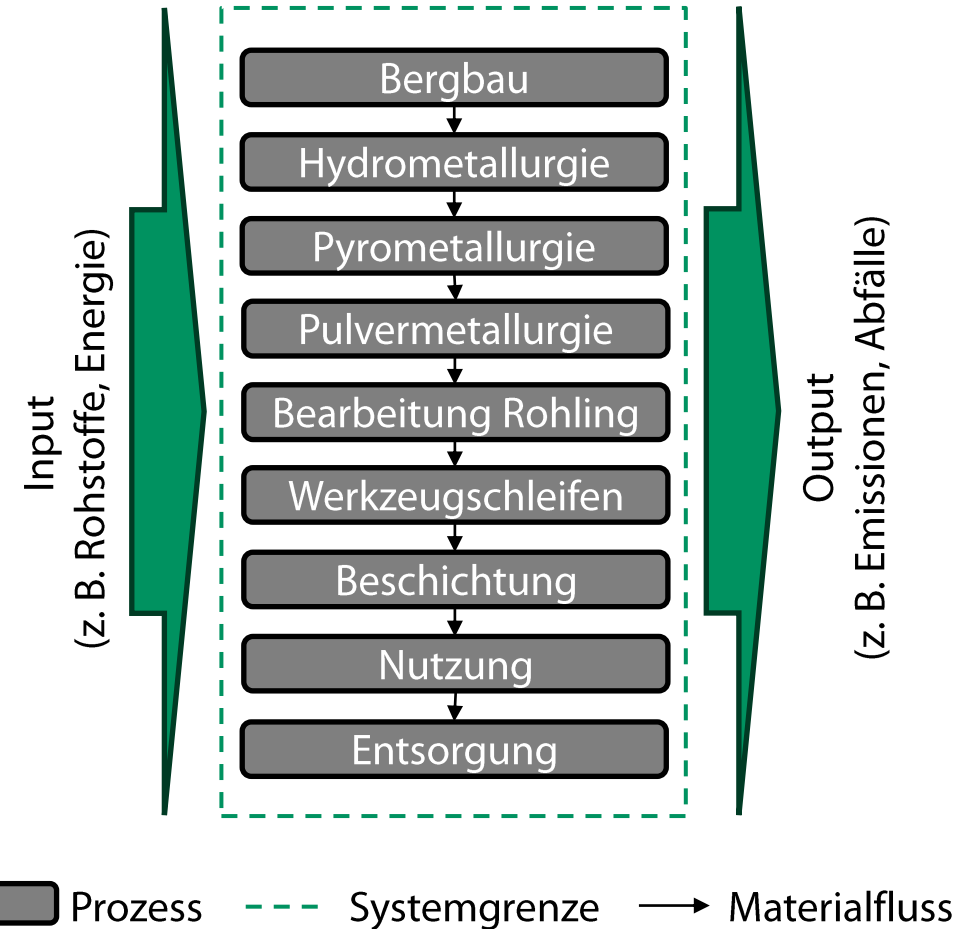 Bergbau
Hydrometallurgie
Pyrometallurgie
Pulvermetallurgie
Bearbeitung Rohling
Werkzeugschleifen
Beschichtung
Nutzung
Entsorgung
Input
(z. B. Rohstoffe, Energie)
Output
(z. B. Emissionen, Abfälle)
Prozess
Systemgrenze
Materialfluss